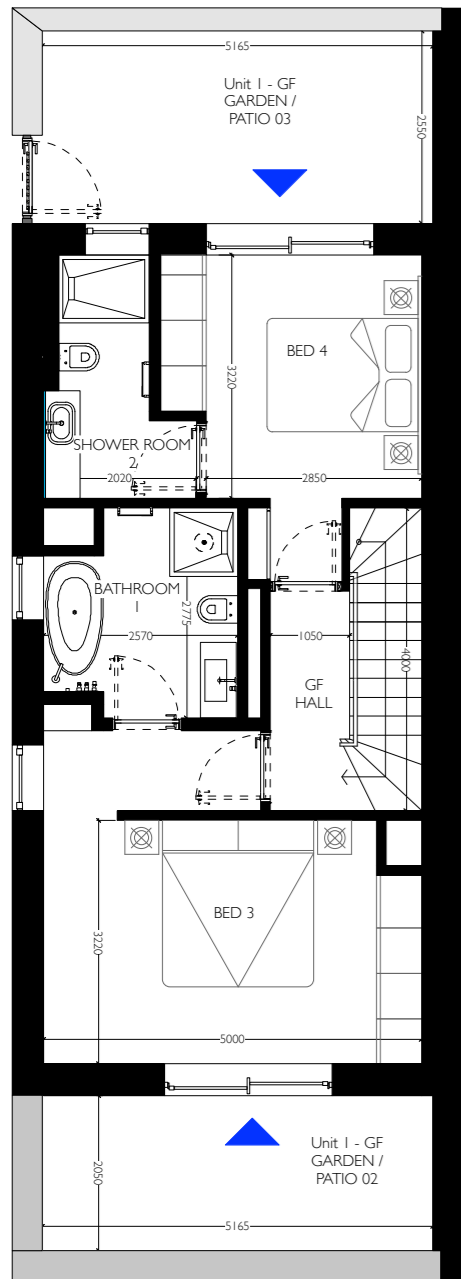 5165
Unit 1 - GF
GARDEN /
PATIO 03
2550
BED 4
3220
SHOWER ROOM
2
2020
2850
BATHROOM
1
2775
2570
1050
4000
GF
HALL
BED 3
3220
5000
Unit 1 - GF
GARDEN /
PATIO 02
2050
5165